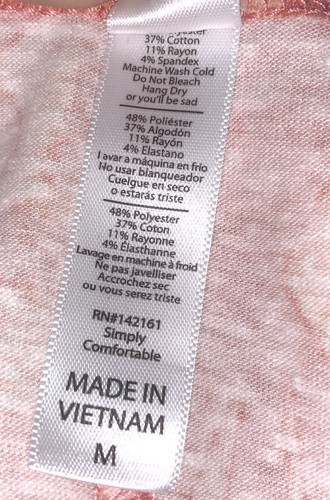 37% Cotton
11% Rayon
4% Spandex
Machine Wash Cold
Do Not Bleach
Hang Dry
or you'll be sad
48% Poliéster
37% Algodón
11% Rayón
4% Elastano
Lavar a máquina en frio
No usar blanqueador
Cuelgue en seco
o estarás triste
48% Polyester
37% Coton
11% Rayonne
4% Élasthanne
Lavage en machine à froid
Ne pas javelliser
Accrochez sec
ou vous serez triste
RN#142161
Simply
Comfortable
MADE IN
VIETNAM
M